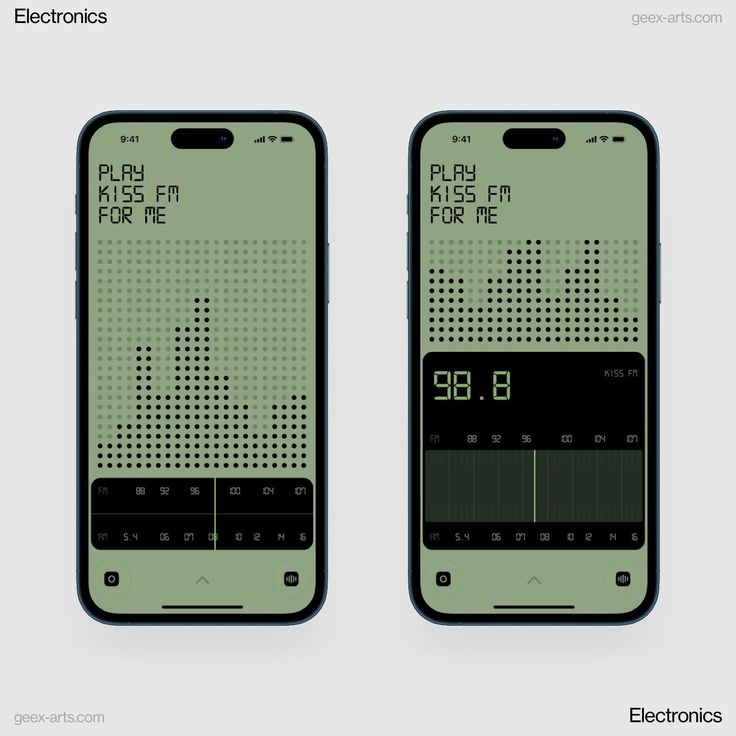 Electronics
geex-arts.com
9:41
PLAY
KISS FM
FOR ME
FM 88 92 96 100 104 107
AM 5.4 06 07 08 10 12 14 16
9:41
PLAY
KISS FM
FOR ME
98.8
KISS FM
FM 88 92 96 100 104 107
AM 5.4 06 07 08 10 12 14 16
geex-arts.com
Electronics